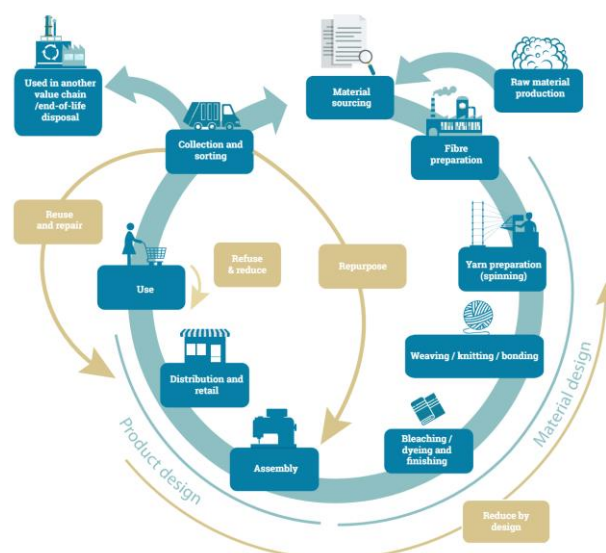 Used in another
value chain
/end-of-life
disposal
Collection and
sorting
Material
sourcing
Raw material
production
Fibre
preparation
Reuse
and repair
Refuse
& reduce
Repurpose
Use
Yarn preparation
(spinning)
Weaving / knitting / bonding
Distribution and
retail
Bleaching /
dyeing and
finishing
Assembly
Product design
Material design
Reduce by
design